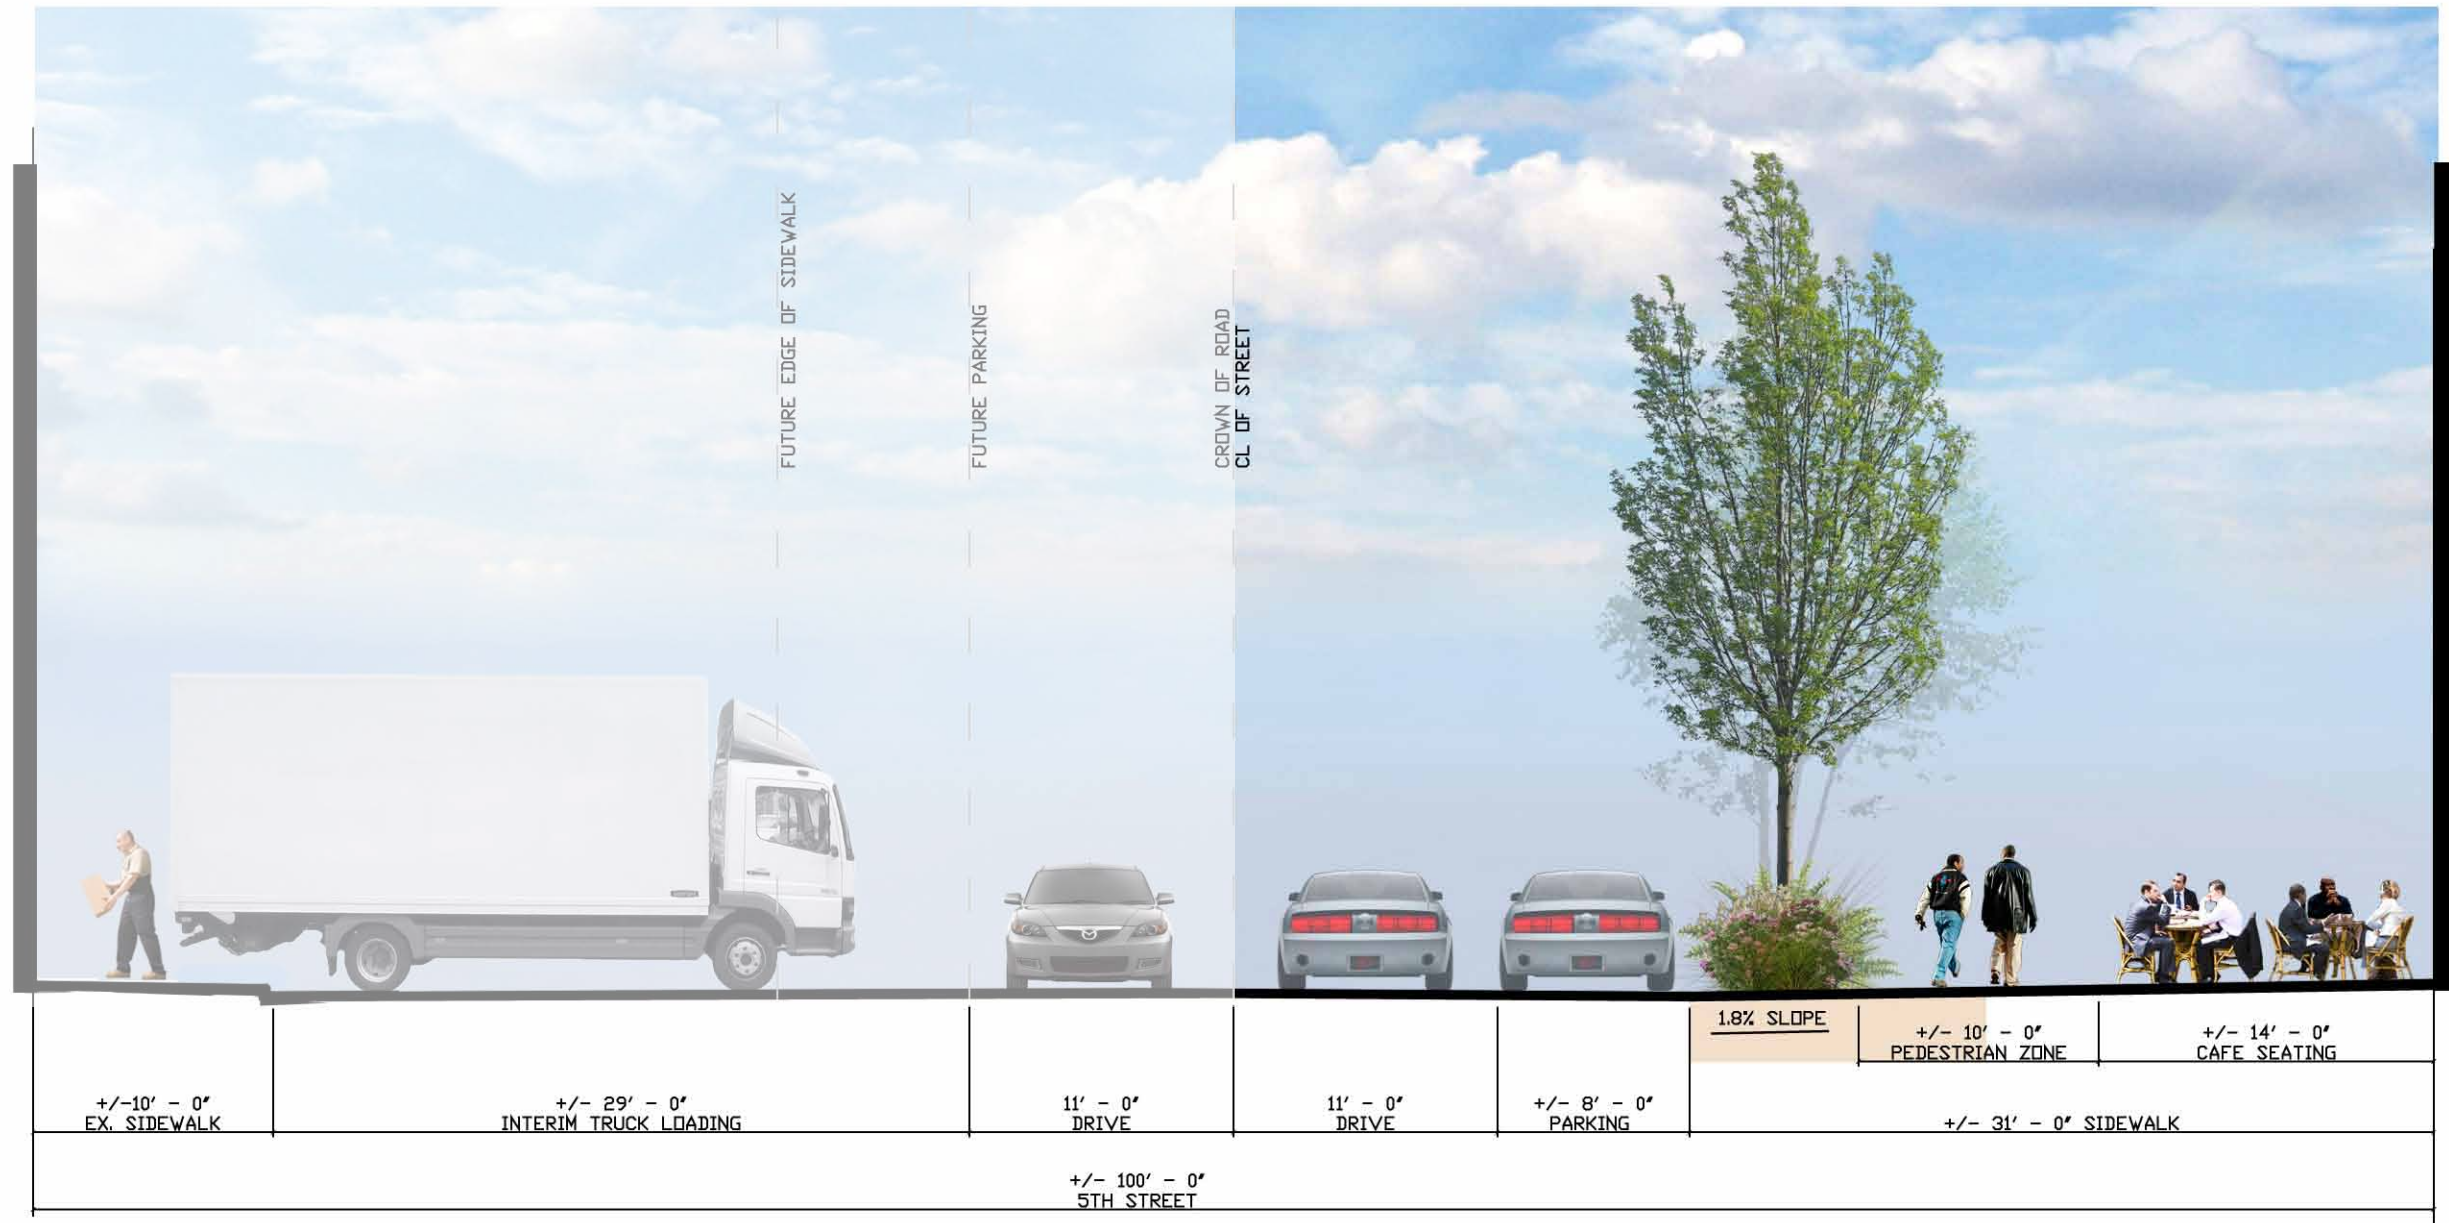 FUTURE EDGE OF SIDEWALK
FUTURE PARKING
CROWN OF ROAD
CL OF STREET
1.8% SLOPE
+/- 10' - 0"
PEDESTRIAN ZONE
+/- 14' - 0"
CAFE SEATING
+/-10' - 0"
EX. SIDEWALK
+/- 29' - 0"
INTERIM TRUCK LOADING
11' - 0"
DRIVE
11' - 0"
DRIVE
+/- 8' - 0"
PARKING
+/- 31' - 0" SIDEWALK
+/- 100' - 0"
5TH STREET